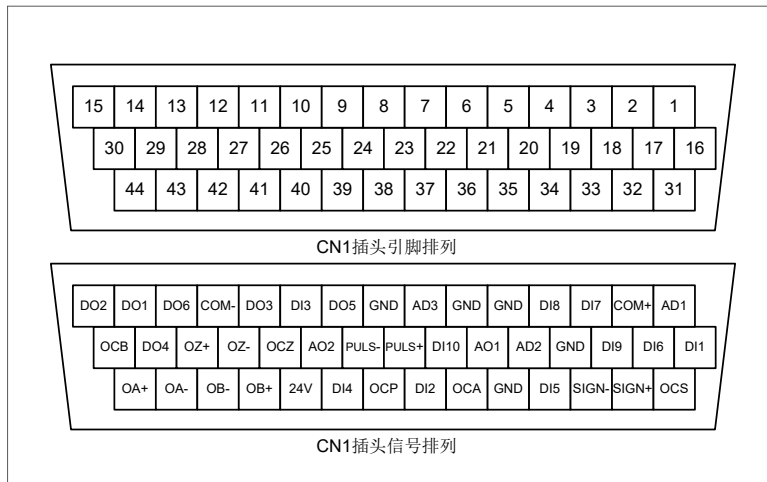 15 14 13 12 11 10 9 8 7 6 5 4 3 2 1
30 29 28 27 26 25 24 23 22 21 20 19 18 17 16
44 43 42 41 40 39 38 37 36 35 34 33 32 31
CN1插头引脚排列
DO2 DO1 DO6 COM- DO3 DI3 DO5 GND AD3 GND GND DI8 DI7 COM+ AD1
OCB DO4 OZ+ OZ- OCZ AO2 PULS- PULS+ DI10 AO1 AD2 GND DI9 DI6 DI1
OA+ OA- OB- OB+ 24V DI4 OCP DI2 OCA GND DI5 SIGN- SIGN+ OCS
CN1插头信号排列